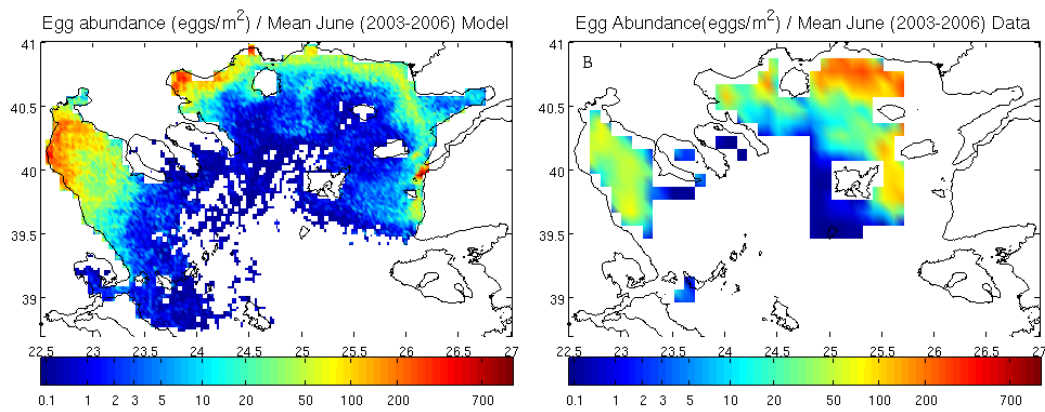 Egg abundance (eggs/m²) / Mean June (2003-2006) Model
41
40.5
40
39.5
39
22.5 23 23.5 24 24.5 25 25.5 26 26.5 27
0.1 1 2 3 5 10 20 50 100 200 700
Egg Abundance(eggs/m²) / Mean June (2003-2006) Data
B
41
40.5
40
39.5
39
22.5 23 23.5 24 24.5 25 25.5 26 26.5 27
0.1 1 2 3 5 10 20 50 100 200 700